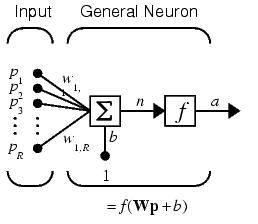 Input General Neuron
p1
w1,
p2
1
p3
n a
Σ f
pR
w1,R
b
1
=f(Wp+b)